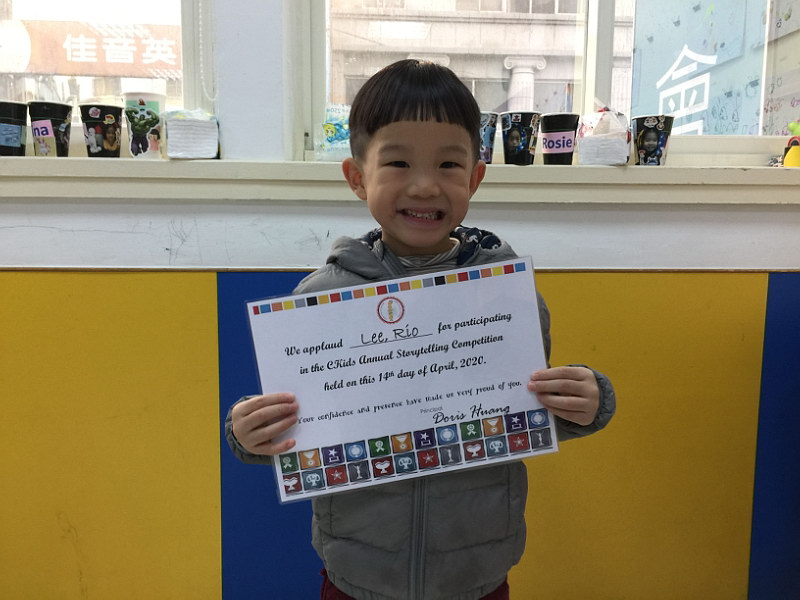 佳音英
na
Rosie
We applaud Lee, Rio for participating
in the CKids Annual Storytelling Competition
held on this 14th day of April, 2020.
Your confidence and presence have made us very proud of you.
Doris Huang